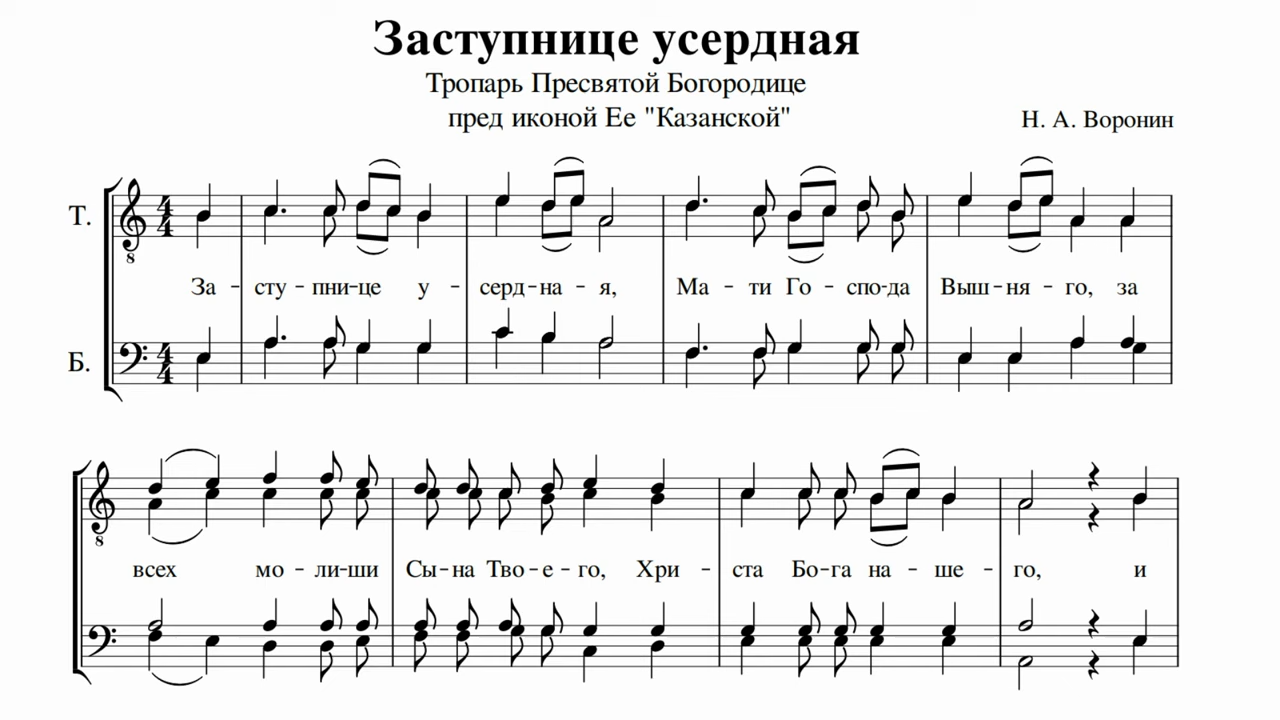 Заступнице усердная
Тропарь Пресвятой Богородице
пред иконой Ее "Казанской"
Н. А. Воронин
Т.
За - сту - пни - це у - серд - на - я, Ма - ти Го - спо - да Выш - ня - го, за
Б.
всех мо - ли - ши Сы - на Тво - е - го, Хри - ста Бо - га на - ше - го, и